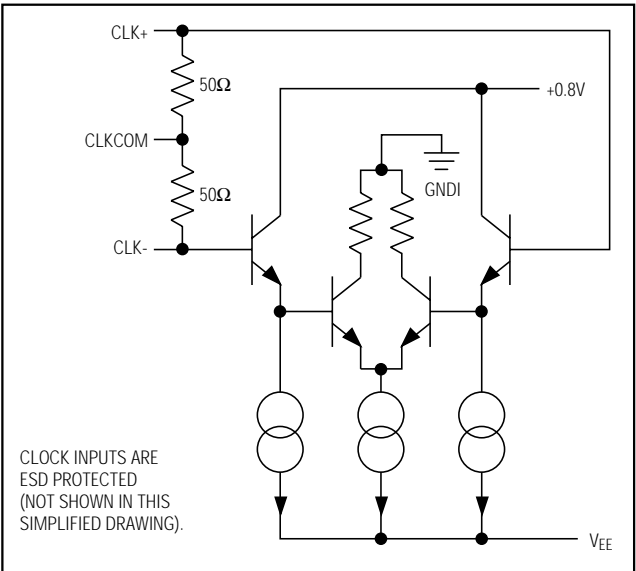 CLK+
50Ω
+0.8V
CLKCOM
GNDI
50Ω
CLK-
CLOCK INPUTS ARE
ESD PROTECTED
(NOT SHOWN IN THIS
SIMPLIFIED DRAWING).
VEE